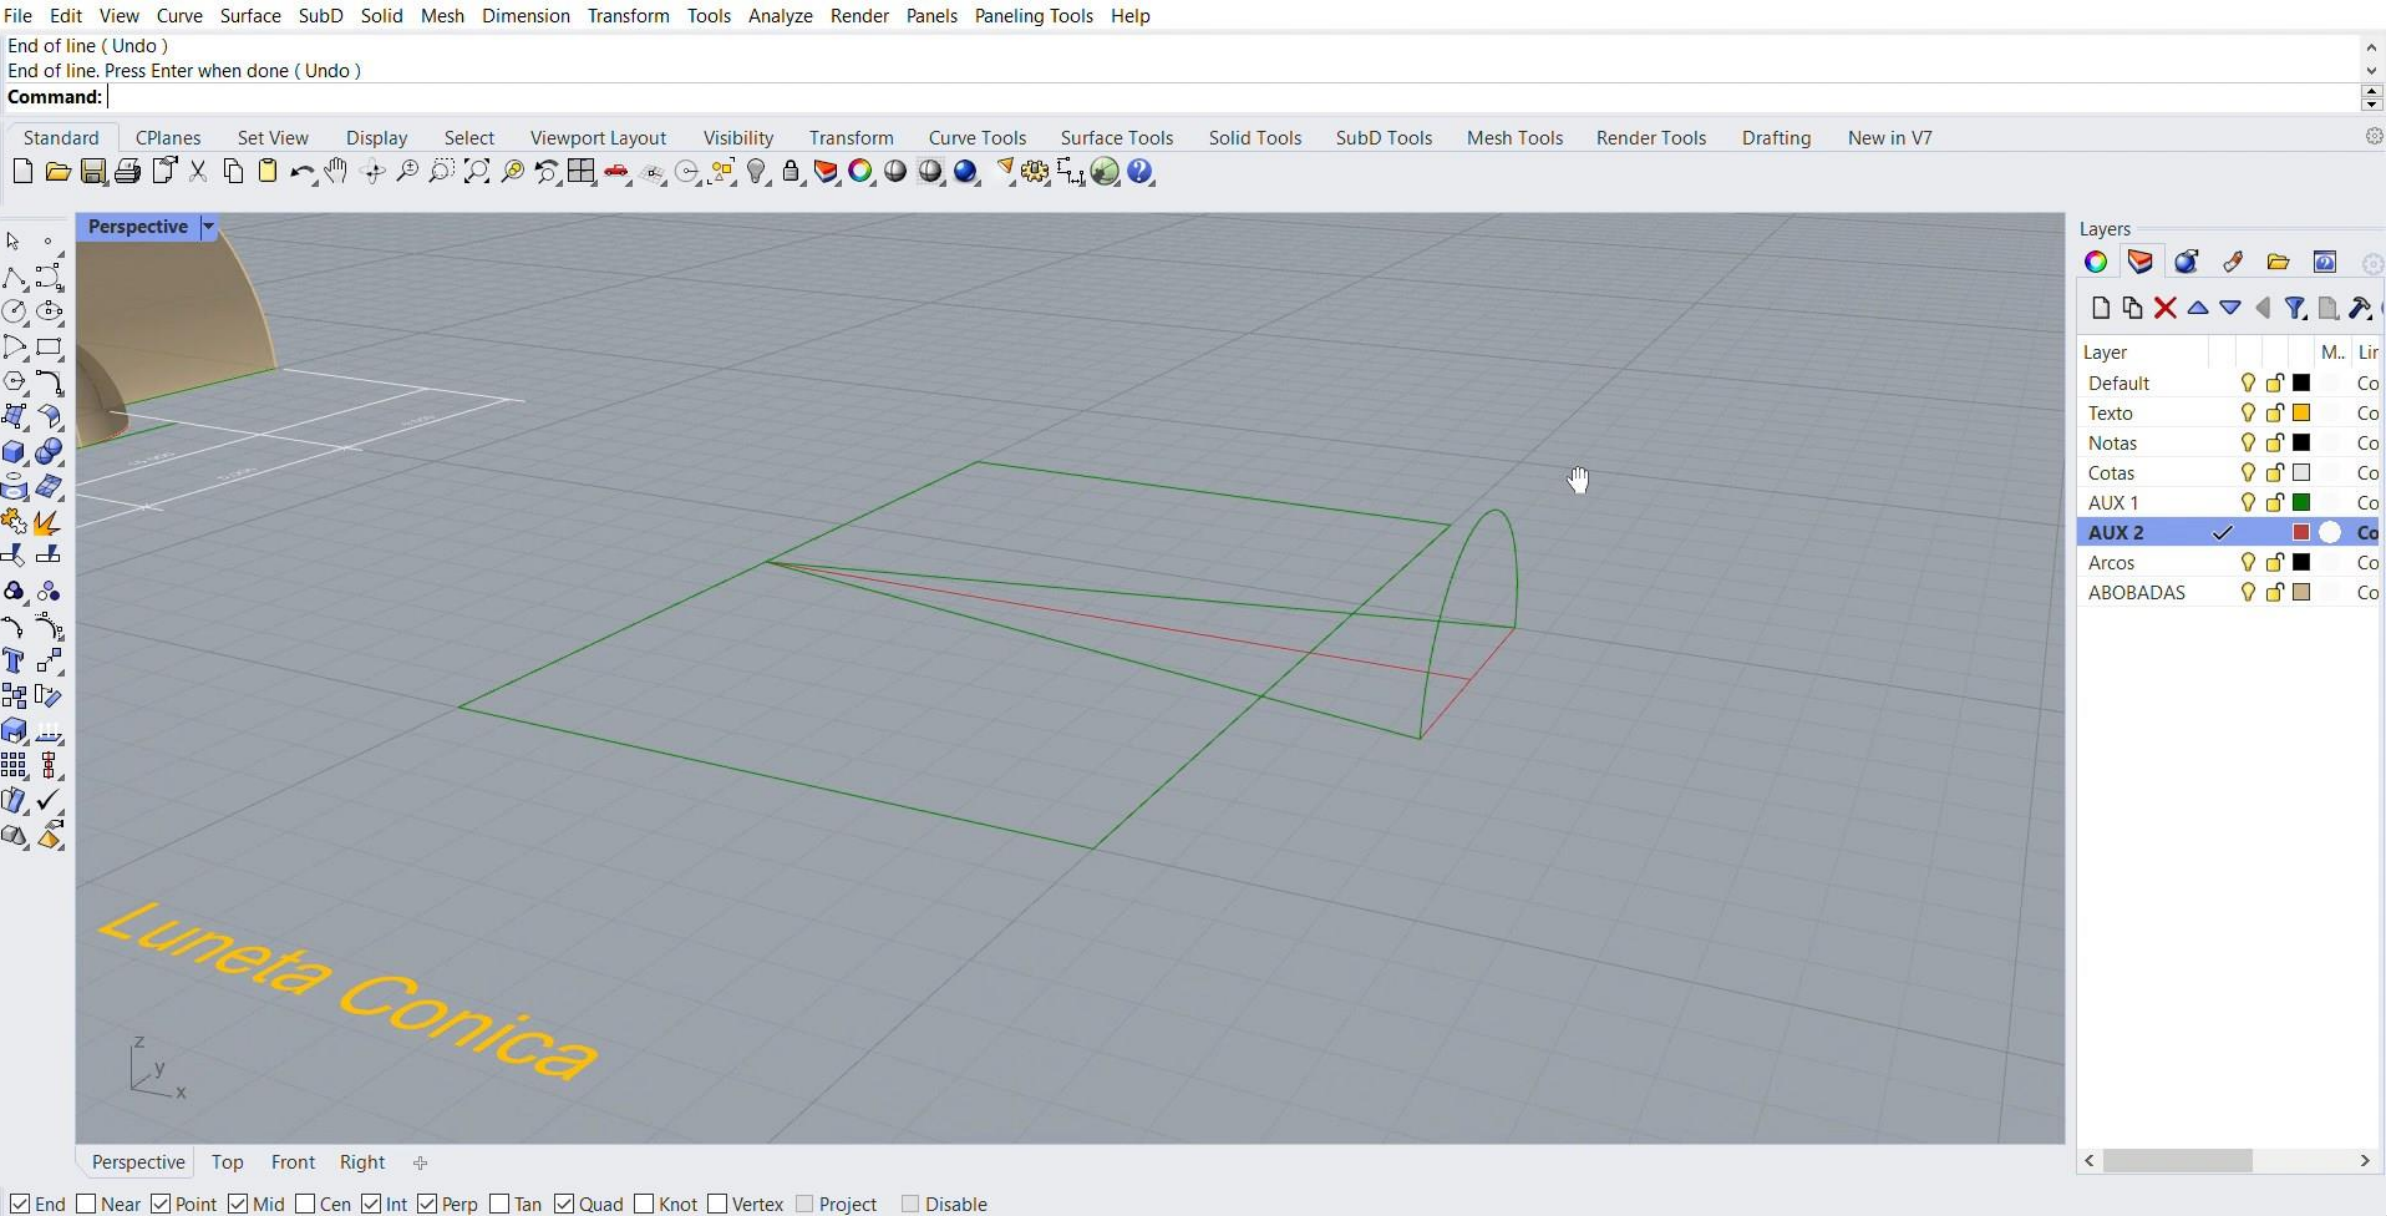 File Edit View Curve Surface SubD Solid Mesh Dimension Transform Tools Analyze Render Panels Paneling Tools Help
End of line ( Undo )
End of line. Press Enter when done ( Undo )
Command:
Standard CPlanes Set View Display Select Viewport Layout Visibility Transform Curve Tools Surface Tools Solid Tools SubD Tools Mesh Tools Render Tools Drafting New in V7
Perspective
Layers
Layer M.. Lir
Default Co
Texto Co
Notas Co
Cotas Co
AUX 1 Co
AUX 2 Co
Arcos Co
ABOBADAS Co
Luneta Conica
z
y
x
Perspective Top Front Right
End Near Point Mid Cen Int Perp Tan Quad Knot Vertex Project Disable